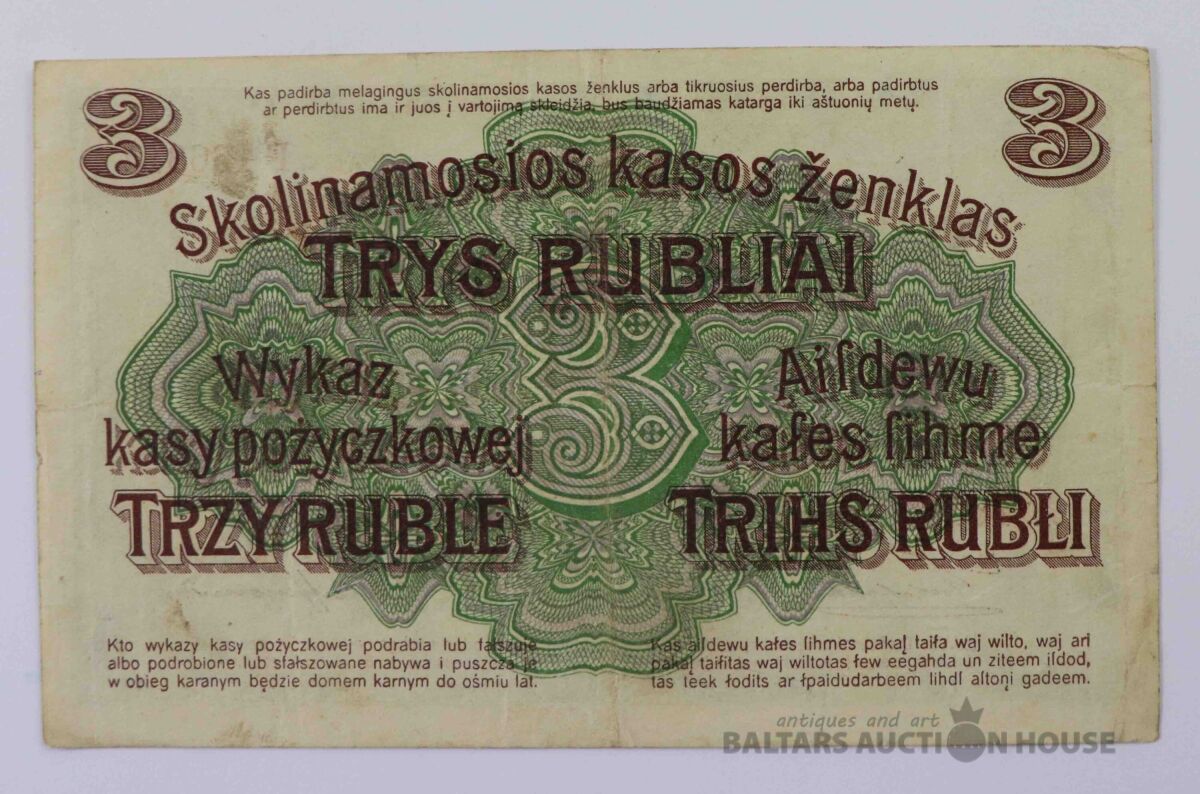 3
3
Kas padirba melagingus skolinamosios kasos ženklus arba tikruosius perdirba, arba padirbtus
ar perdirbtus ima ir juos į vartojimą skleidžia, bus baudžiamas katarga iki aštuonių metų.
Skolinamosios kasos ženklas
TRYS RUBLIAI
3
Wykaz
kasy pożyczkowej
TRZY RUBLE
Aiſdewu
kaſes ſihme
TRIHS RUBŁI
Kto wykazy kasy pożyczkowej podrabia lub fałszuje
albo podrobione lub sfałszowane nabywa i puszcza je
w obieg karanym będzie domem karnym do ośmiu lat.
Kas aiſdewu kaſes ſihmes pakaļ taiſa waj wilto, waj arī
pakaļ taiſitas waj wiltotas ſew eegahda un ziteem iſdod,
tas teek ſodits ar ſpaidudarbeem lihdſ aſtoņi gadeem.
antiques and art
BALTARS AUCTION HOUSE